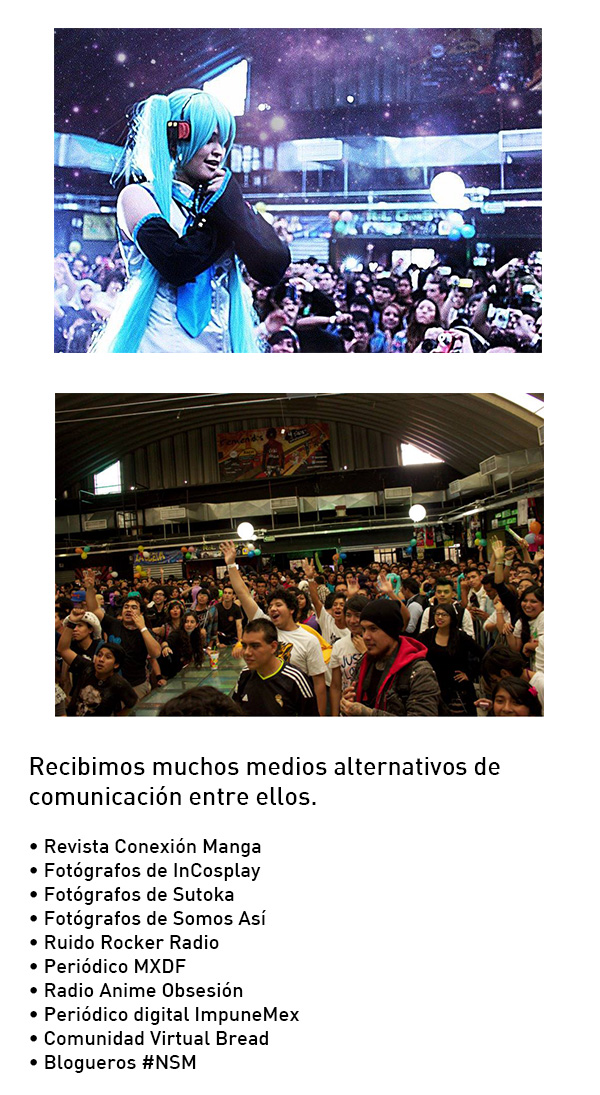 Recibimos muchos medios alternativos de
comunicación entre ellos.
• Revista Conexión Manga
• Fotógrafos de InCosplay
• Fotógrafos de Sutoka
• Fotógrafos de Somos Así
• Ruido Rocker Radio
• Periódico MXDF
• Radio Anime Obsesión
• Periódico digital ImpuneMex
• Comunidad Virtual Bread
• Blogueros #NSM